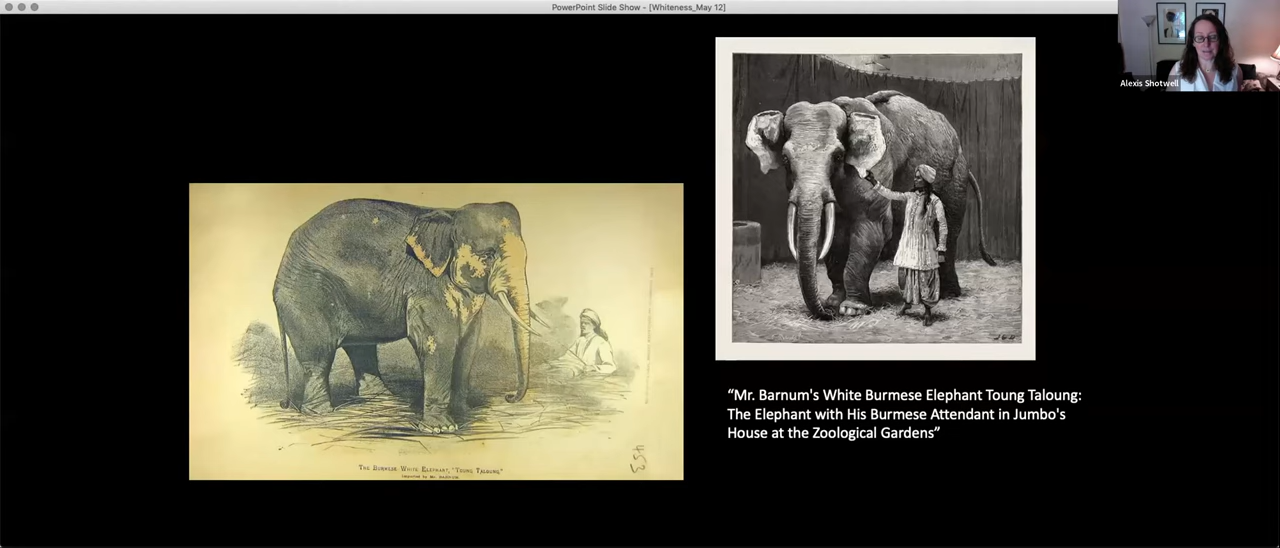 PowerPoint Slide Show - [Whiteness_May 12]
Alexis Shotwell
“Mr. Barnum's White Burmese Elephant Toung Taloung:
The Elephant with His Burmese Attendant in Jumbo's
House at the Zoological Gardens”
The Burmese White Elephant, "Toung Taloung"